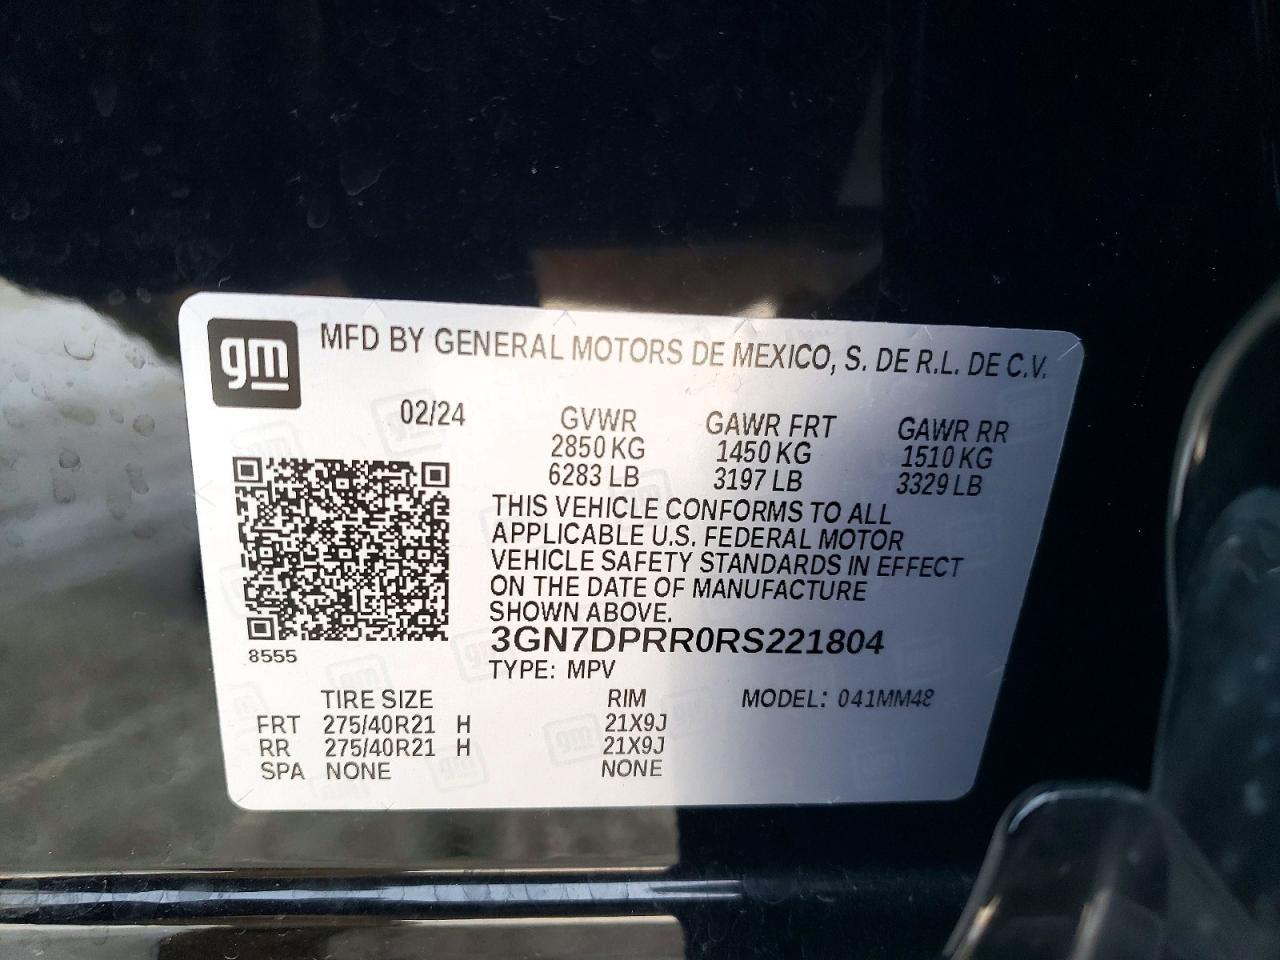 gm
MFD BY GENERAL MOTORS DE MEXICO, S. DE R.L. DE C.V.
02/24 GVWR GAWR FRT GAWR RR
2850 KG 1450 KG 1510 KG
6283 LB 3197 LB 3329 LB
THIS VEHICLE CONFORMS TO ALL
APPLICABLE U.S. FEDERAL MOTOR
VEHICLE SAFETY STANDARDS IN EFFECT
ON THE DATE OF MANUFACTURE
SHOWN ABOVE.
3GN7DPRR0RS221804
8555
TYPE: MPV
TIRE SIZE RIM MODEL: 041MM48
FRT 275/40R21 H 21X9J
RR 275/40R21 H 21X9J
SPA NONE NONE